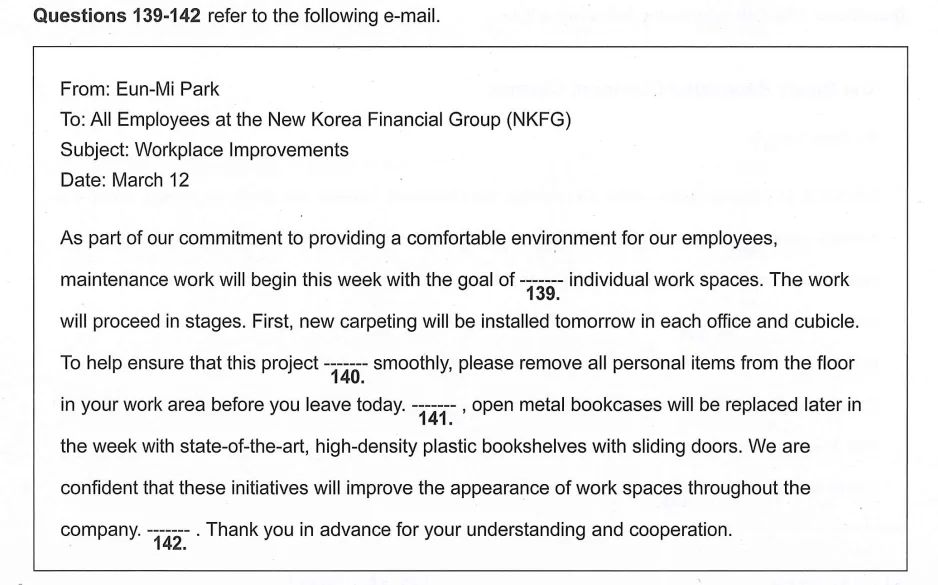 Questions 139-142 refer to the following e-mail.
From: Eun-Mi Park
To: All Employees at the New Korea Financial Group (NKFG)
Subject: Workplace Improvements
Date: March 12
As part of our commitment to providing a comfortable environment for our employees,
maintenance work will begin this week with the goal of ------- individual work spaces. The work
139.
will proceed in stages. First, new carpeting will be installed tomorrow in each office and cubicle.
To help ensure that this project ------- smoothly, please remove all personal items from the floor
140.
in your work area before you leave today. ------- , open metal bookcases will be replaced later in
141.
the week with state-of-the-art, high-density plastic bookshelves with sliding doors. We are
confident that these initiatives will improve the appearance of work spaces throughout the
company. ------- . Thank you in advance for your understanding and cooperation.
142.